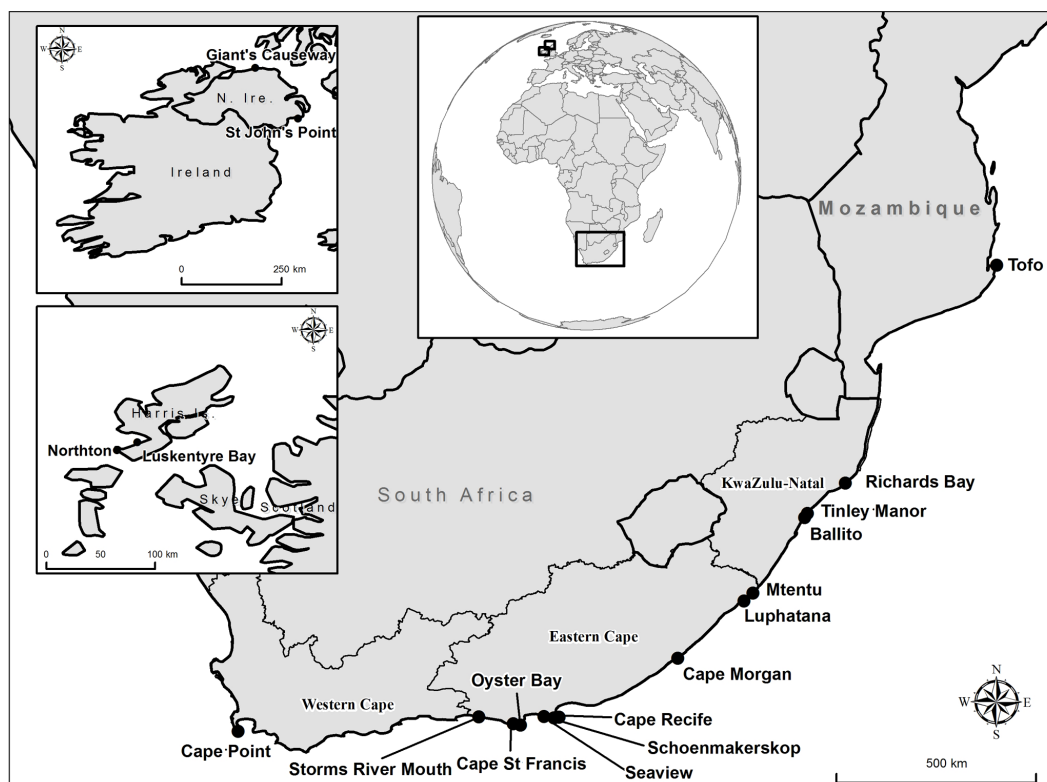 N
W E
S
Giant's Causeway
N. Ire.
St John's Point
Ireland
0 250 km
N
W E
S
Harris Is.
Northton
Luskentyre Bay
Skye
Scotland
0 50 100 km
Mozambique
Tofo
South Africa
KwaZulu-Natal
Richards Bay
Tinley Manor
Ballito
Mtentu
Luphatana
Eastern Cape
Cape Morgan
Oyster Bay
Western Cape
Cape Recife
Cape Point
Schoenmakerskop
Storms River Mouth
Cape St Francis
Seaview
N
W E
S
500 km